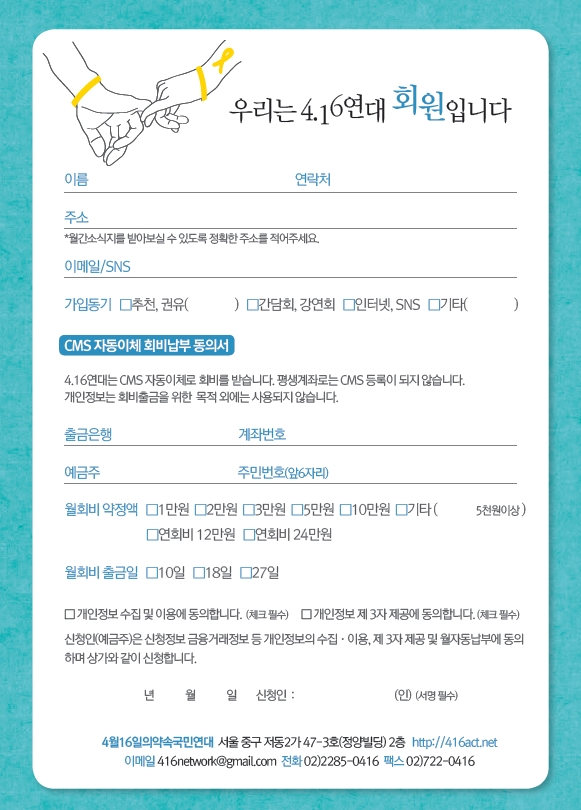 우리는 4.16연대 회원입니다
이름 연락처
주소
*월간소식지를 받아보실 수 있도록 정확한 주소를 적어주세요.
이메일/SNS
가입동기 □추천, 권유( ) □간담회, 강연회 □인터넷, SNS □기타( )
CMS 자동이체 회비납부 동의서
4.16연대는 CMS 자동이체로 회비를 받습니다. 평생계좌로는 CMS 등록이 되지 않습니다.
개인정보는 회비출금을 위한 목적 외에는 사용되지 않습니다.
출금은행 계좌번호
예금주 주민번호(앞6자리)
월회비 약정액 □1만원 □2만원 □3만원 □5만원 □10만원 □기타 ( 5천원이상 )
□연회비 12만원 □연회비 24만원
월회비 출금일 □10일 □18일 □27일
□ 개인정보 수집 및 이용에 동의합니다. (체크 필수) □ 개인정보 제 3자 제공에 동의합니다. (체크 필수)
신청인(예금주)은 신청정보 금융거래정보 등 개인정보의 수집 · 이용, 제 3자 제공 및 월자동납부에 동의
하며 상가와 같이 신청합니다.
년 월 일 신청인 : (인) (서명 필수)
4월16일의약속국민연대 서울 중구 저동2가 47-3호(정양빌딩) 2층 http://416act.net
이메일 416network@gmail.com 전화 02)2285-0416 팩스 02)722-0416